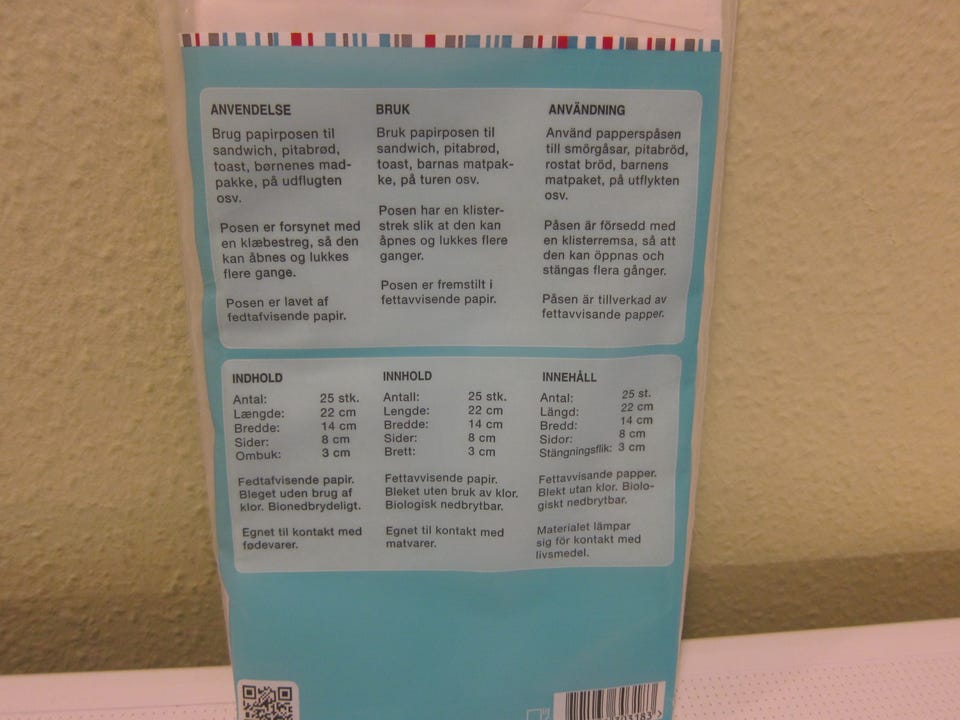 ANVENDELSE
Brug papirposen til
sandwich, pitabrød,
toast, børnenes mad-
pakke, på udflugten
osv.
Posen er forsynet med
en klæbestreg, så den
kan åbnes og lukkes
flere gange.
Posen er lavet af
fedtafvisende papir.
BRUK
Bruk papirposen til
sandwich, pitabrød,
toast, barnas matpak-
ke, på turen osv.
Posen har en klister-
strek slik at den kan
åpnes og lukkes flere
ganger.
Posen er fremstilt i
fettavvisende papir.
ANVÄNDNING
Använd papperspåsen
till smörgåsar, pitabröd,
rostat bröd, barnens
matpaket, på utflykten
osv.
Påsen är försedd med
en klisterremsa, så att
den kan öppnas och
stängas flera gånger.
Påsen är tillverkad av
fettavvisande papper.
INDHOLD
Antal: 25 stk.
Længde: 22 cm
Bredde: 14 cm
Sider: 8 cm
Ombuk: 3 cm
Fedtafvisende papir.
Bleget uden brug af
klor. Bionedbrydeligt.
Egnet til kontakt med
fødevarer.
INNHOLD
Antall: 25 stk.
Lengde: 22 cm
Bredde: 14 cm
Sider: 8 cm
Brett: 3 cm
Fettavvisende papir.
Bleket uten bruk av klor.
Biologisk nedbrytbar.
Egnet til kontakt med
matvarer.
INNEHÅLL
Antal: 25 st.
Längd: 22 cm
Bredd: 14 cm
Sidor: 8 cm
Stängningsflik: 3 cm
Fettavvisande papper.
Blekt utan klor. Biolo-
giskt nedbrytbar.
Materialet lämpar
sig för kontakt med
livsmedel.